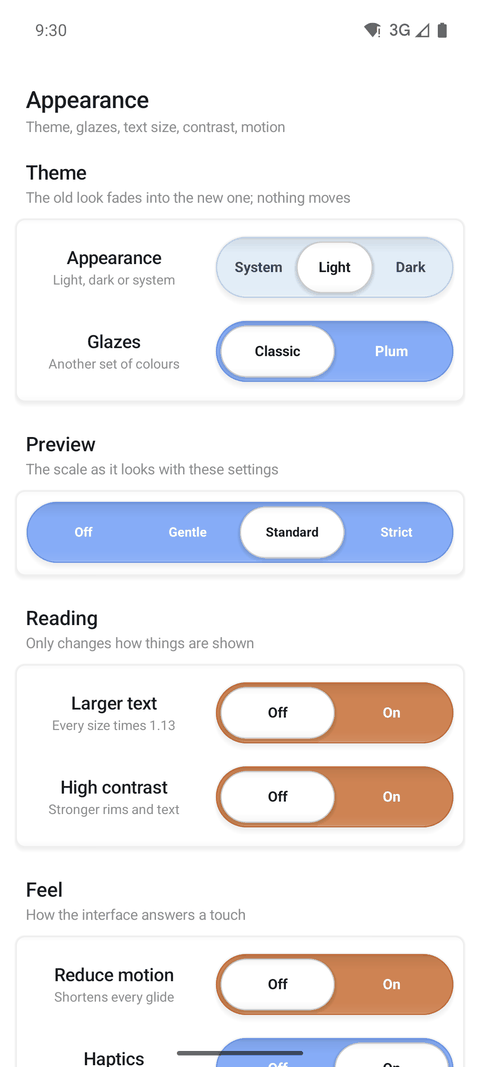 9:30
3G
Appearance
Theme, glazes, text size, contrast, motion
Theme
The old look fades into the new one; nothing moves
Appearance
Light, dark or system
System Light Dark
Glazes
Another set of colours
Classic Plum
Preview
The scale as it looks with these settings
Off Gentle Standard Strict
Reading
Only changes how things are shown
Larger text
Every size times 1.13
Off On
High contrast
Stronger rims and text
Off On
Feel
How the interface answers a touch
Reduce motion
Shortens every glide
Off On
Haptics
Off On